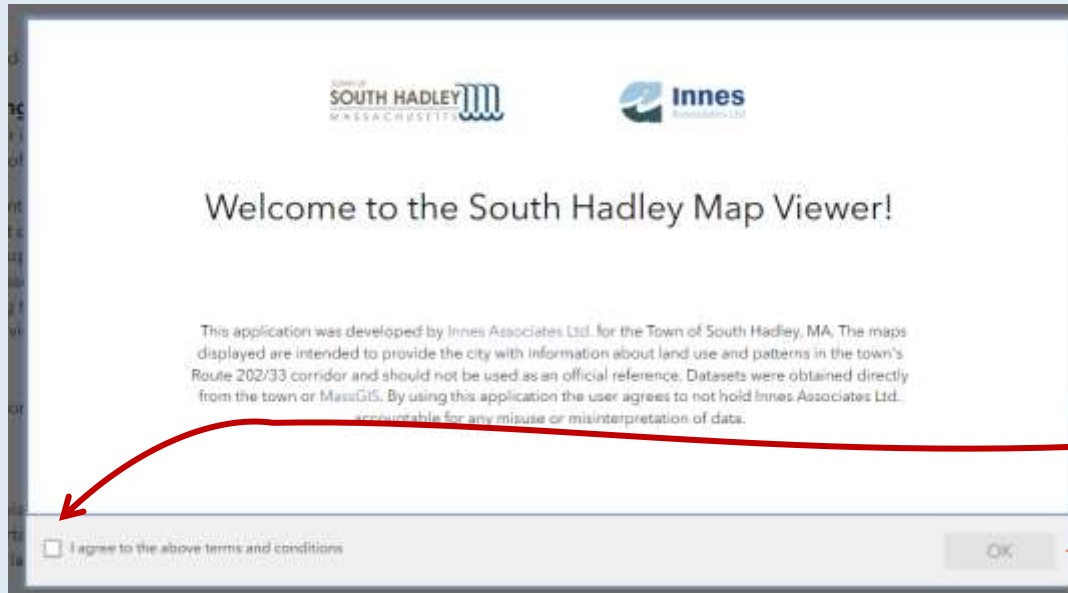 TOWN OF
SOUTH HADLEY
MASSACHUSETTS
Innes
Associates Ltd
Welcome to the South Hadley Map Viewer!
This application was developed by Innes Associates Ltd. for the Town of South Hadley, MA. The maps
displayed are intended to provide the city with information about land use and patterns in the town's
Route 202/33 corridor and should not be used as an official reference. Datasets were obtained directly
from the town or MassGIS. By using this application the user agrees to not hold Innes Associates Ltd.
accountable for any misuse or misinterpretation of data.
I agree to the above terms and conditions
OK